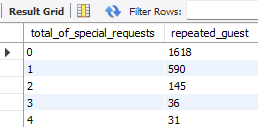 Result Grid Filter Rows:
total_of_special_requests repeated_guest
0 1618
1 590
2 145
3 36
4 31